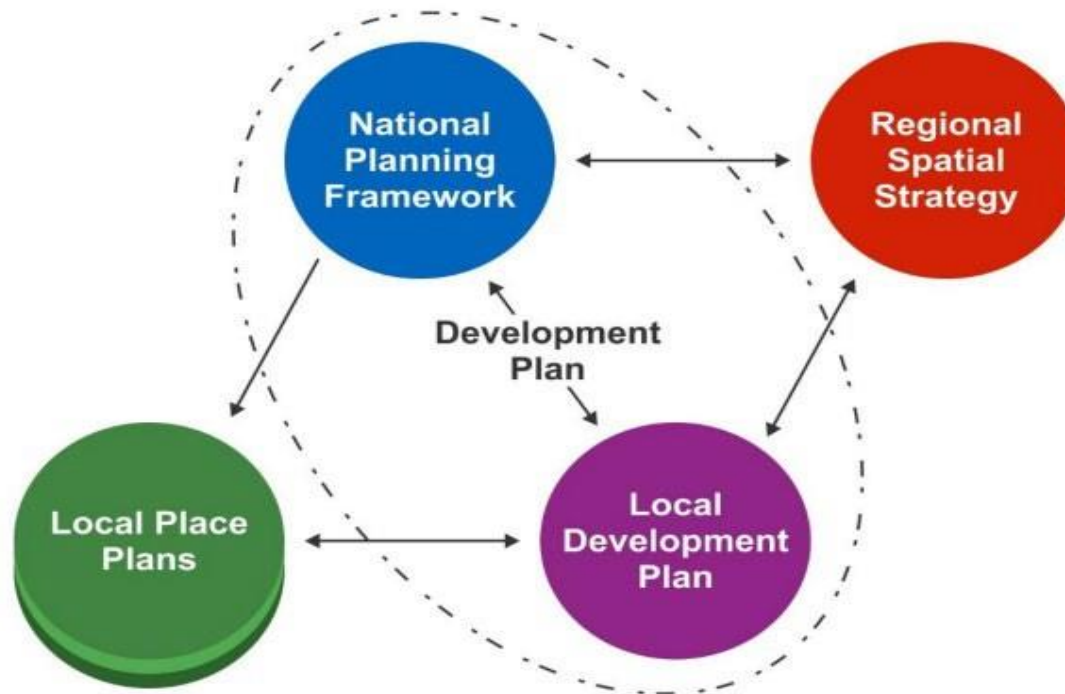 National
Planning
Framework
Regional
Spatial
Strategy
Development
Plan
Local Place
Plans
Local
Development
Plan